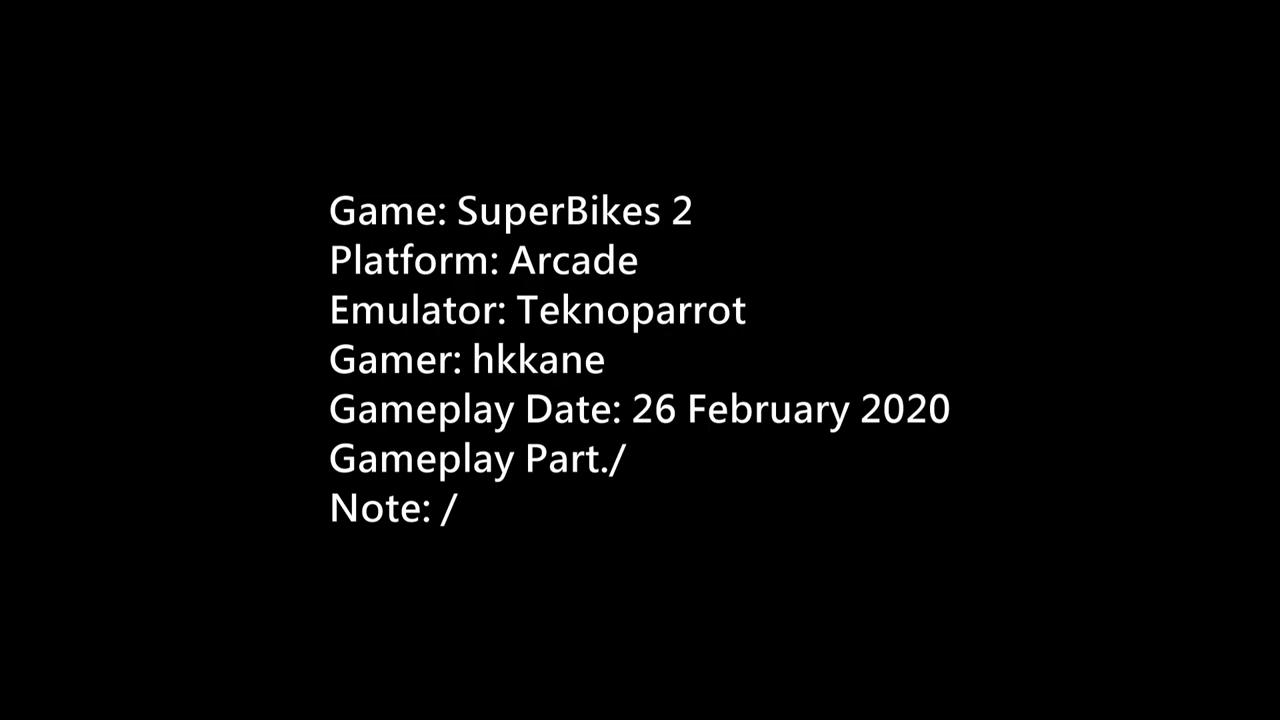 Game: SuperBikes 2
Platform: Arcade
Emulator: Teknoparrot
Gamer: hkkane
Gameplay Date: 26 February 2020
Gameplay Part./
Note: /